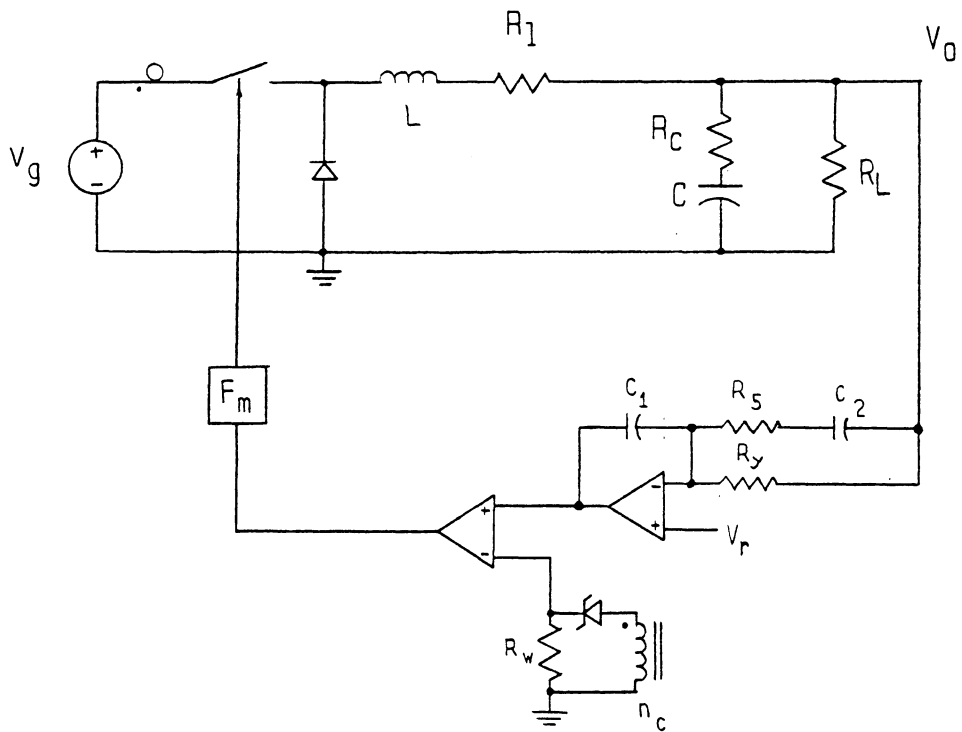 R1
Vo
Vg
+
-
L
Rc
C
RL
Fm
C1
R5
C2
Ry
-
+
Vr
+
-
Rw
nc